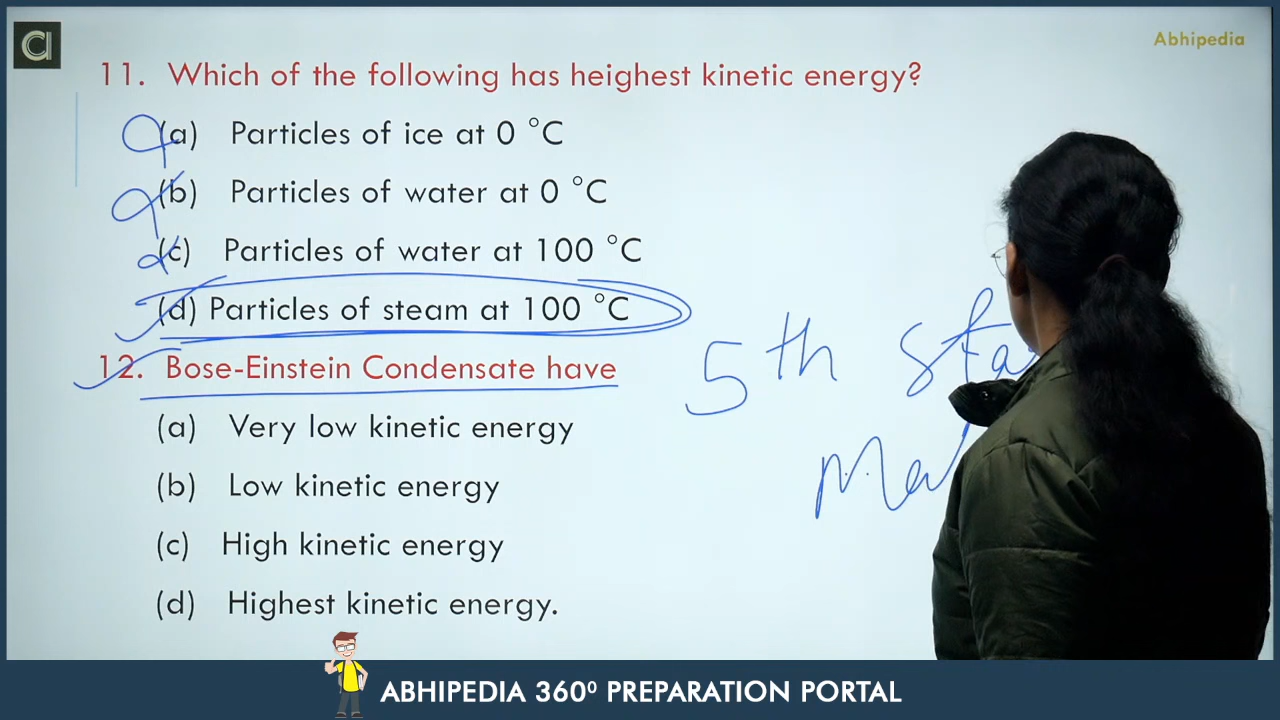 Abhipedia
11. Which of the following has heighest kinetic energy?
(a) Particles of ice at 0 °C
(b) Particles of water at 0 °C
(c) Particles of water at 100 °C
(d) Particles of steam at 100 °C
12. Bose-Einstein Condensate have
(a) Very low kinetic energy
(b) Low kinetic energy
(c) High kinetic energy
(d) Highest kinetic energy.
5th
ABHIPEDIA 360⁰ PREPARATION PORTAL